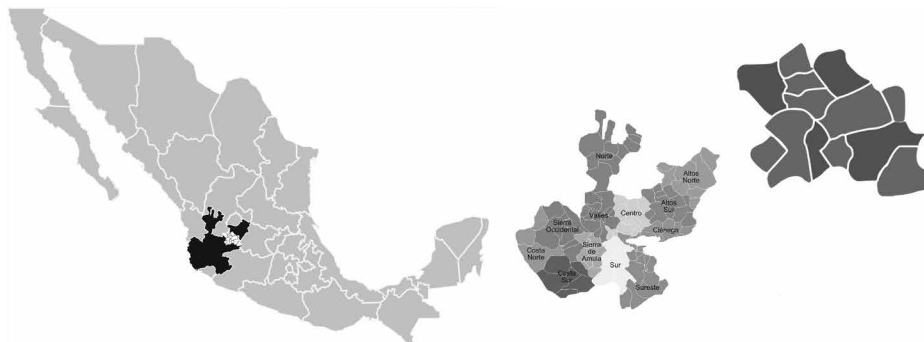 Norte
Altos
Norte
Altos
Sur
Centro
Valles
Sierra
Occidental
Ciénega
Costa
Norte
Sierra
de
Amula
Sur
Costa
Sur
Sureste